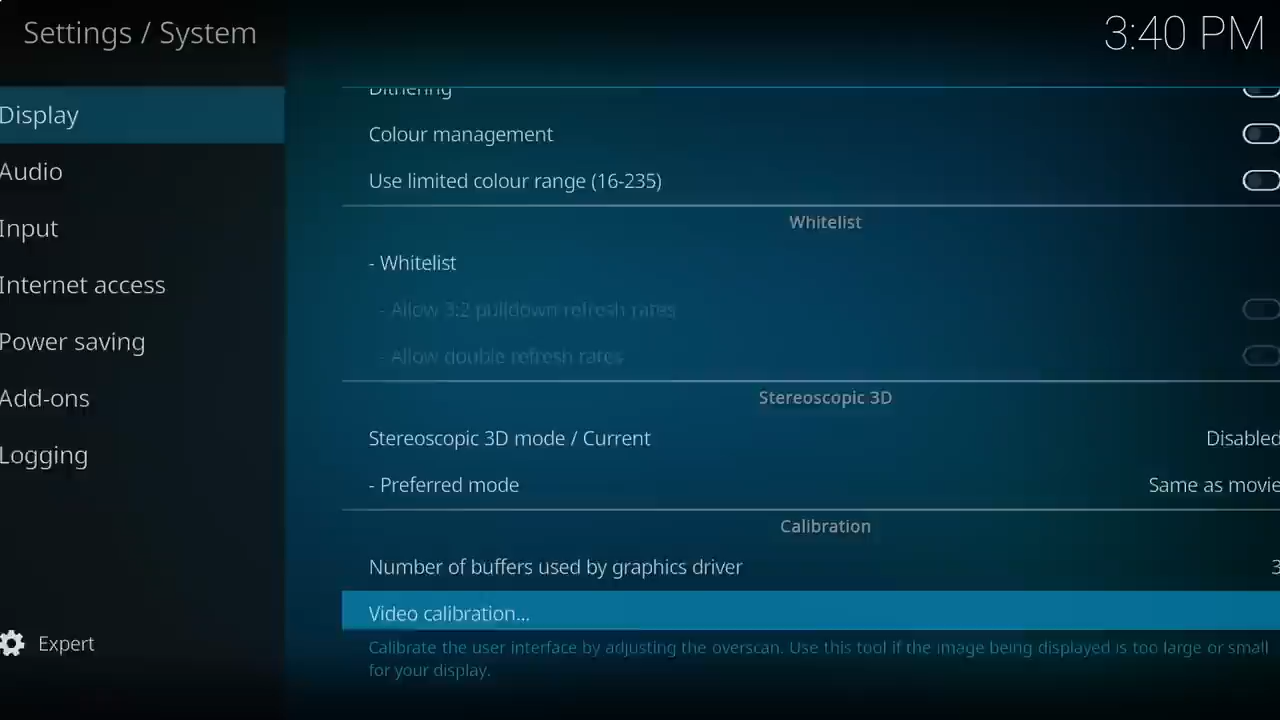 Settings / System
3:40 PM
Display
Audio
Input
Internet access
Power saving
Add-ons
Logging
Expert
Dithering
Colour management
Use limited colour range (16-235)
Whitelist
- Whitelist
- Allow 3:2 pulldown refresh rates
- Allow double refresh rates
Stereoscopic 3D
Stereoscopic 3D mode / Current Disabled
- Preferred mode Same as movie
Calibration
Number of buffers used by graphics driver 3
Video calibration...
Calibrate the user interface by adjusting the overscan. Use this tool if the image being displayed is too large or small
for your display.